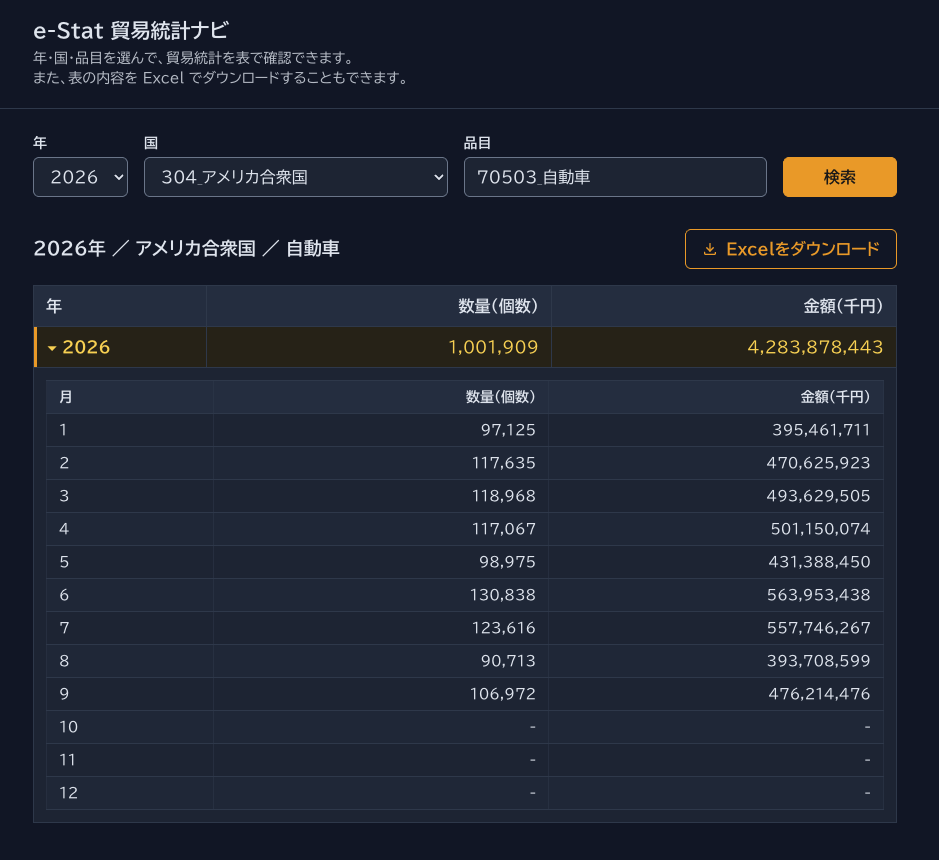 e-Stat 貿易統計ナビ
年・国・品目を選んで、貿易統計を表で確認できます。
また、表の内容を Excel でダウンロードすることもできます。
年 国 品目
2026 304_アメリカ合衆国 70503_自動車 検索
2026年 ／ アメリカ合衆国 ／ 自動車 Excelをダウンロード
年 数量(個数) 金額(千円)
2026 1,001,909 4,283,878,443
月 数量(個数) 金額(千円)
1 97,125 395,461,711
2 117,635 470,625,923
3 118,968 493,629,505
4 117,067 501,150,074
5 98,975 431,388,450
6 130,838 563,953,438
7 123,616 557,746,267
8 90,713 393,708,599
9 106,972 476,214,476
10 - -
11 - -
12 - -